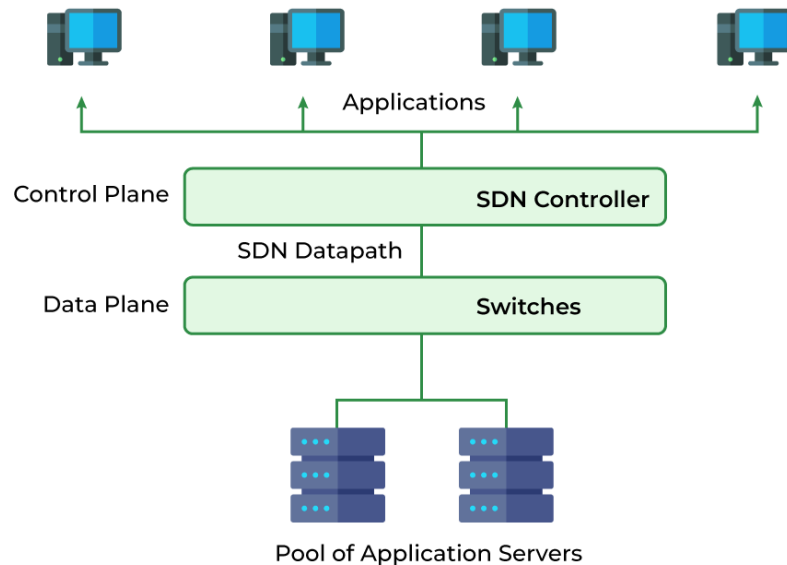 Applications
Control Plane
SDN Controller
SDN Datapath
Data Plane
Switches
Pool of Application Servers